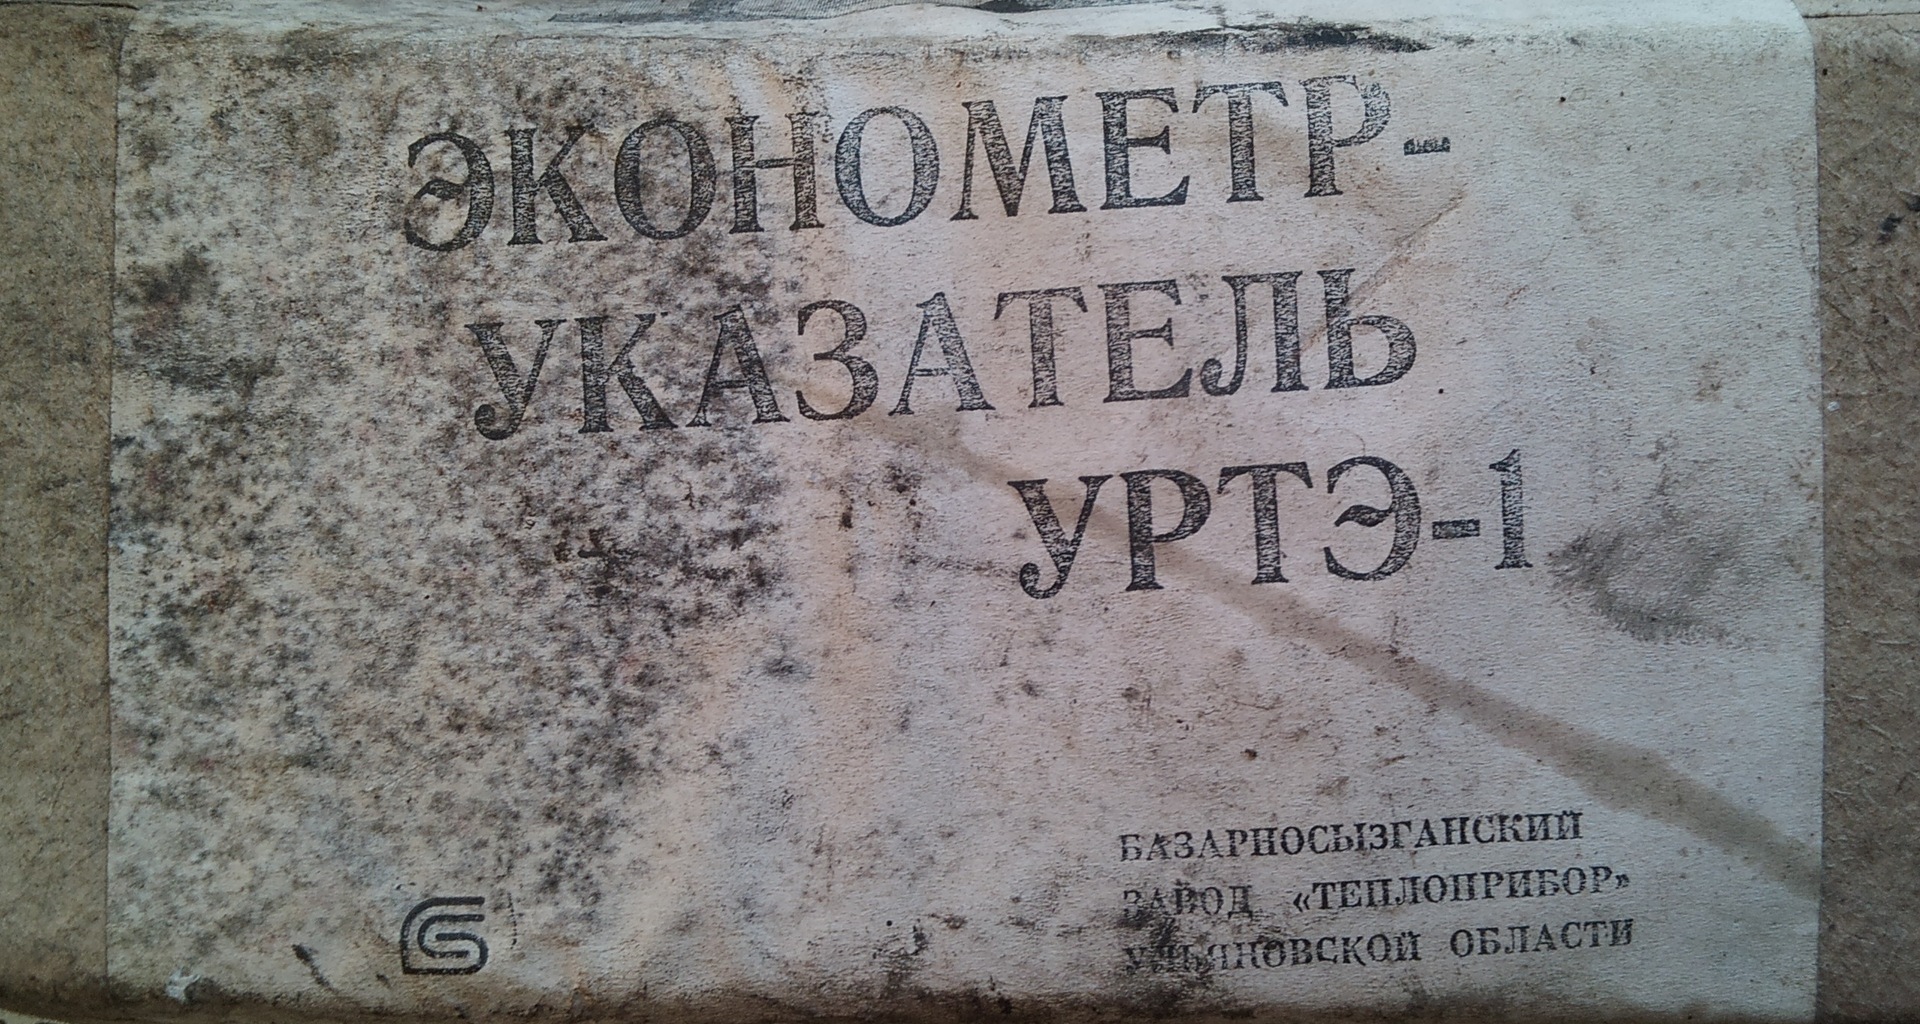 ЭКОНОМЕТР-
УКАЗАТЕЛЬ
УРТЭ-1
БАЗАРНОСЫЗГАНСКИЙ
ЗАВОД «ТЕПЛОПРИБОР»
УЛЬЯНОВСКОЙ ОБЛАСТИ